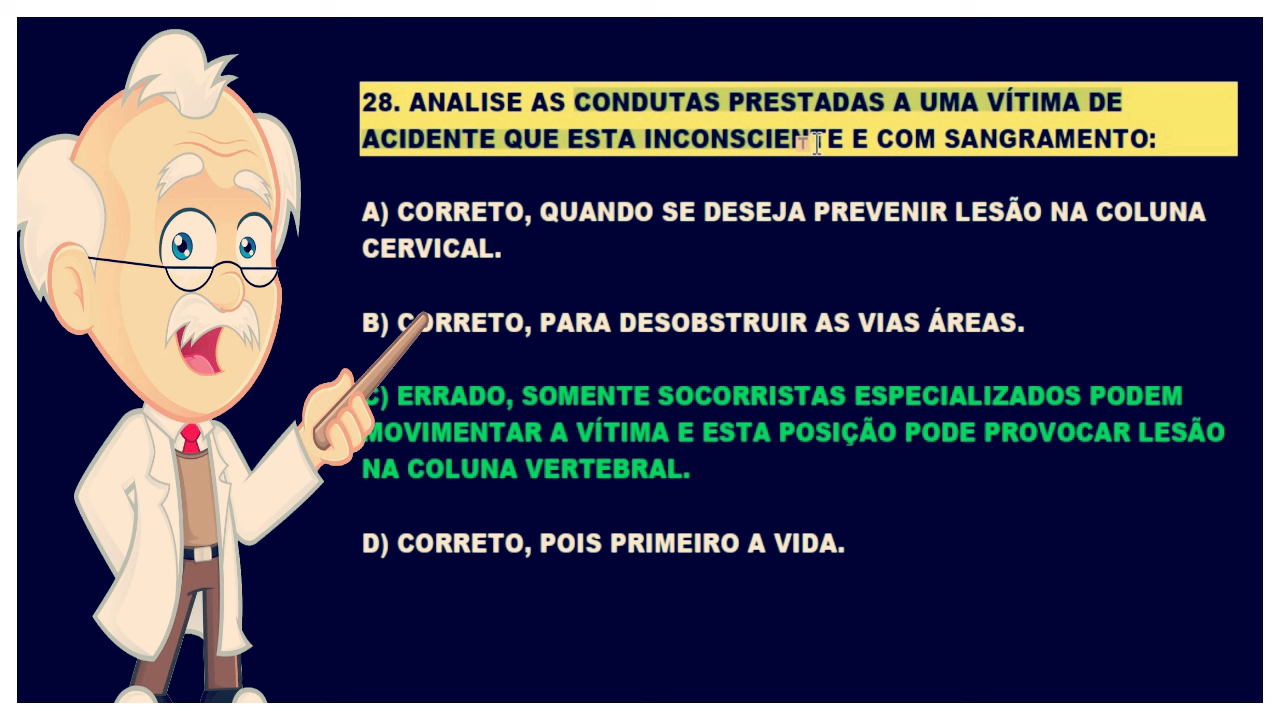 28. ANALISE AS CONDUTAS PRESTADAS A UMA VÍTIMA DE
ACIDENTE QUE ESTA INCONSCIENTE E COM SANGRAMENTO:
A) CORRETO, QUANDO SE DESEJA PREVENIR LESÃO NA COLUNA
CERVICAL.
B) CORRETO, PARA DESOBSTRUIR AS VIAS ÁREAS.
C) ERRADO, SOMENTE SOCORRISTAS ESPECIALIZADOS PODEM
MOVIMENTAR A VÍTIMA E ESTA POSIÇÃO PODE PROVOCAR LESÃO
NA COLUNA VERTEBRAL.
D) CORRETO, POIS PRIMEIRO A VIDA.